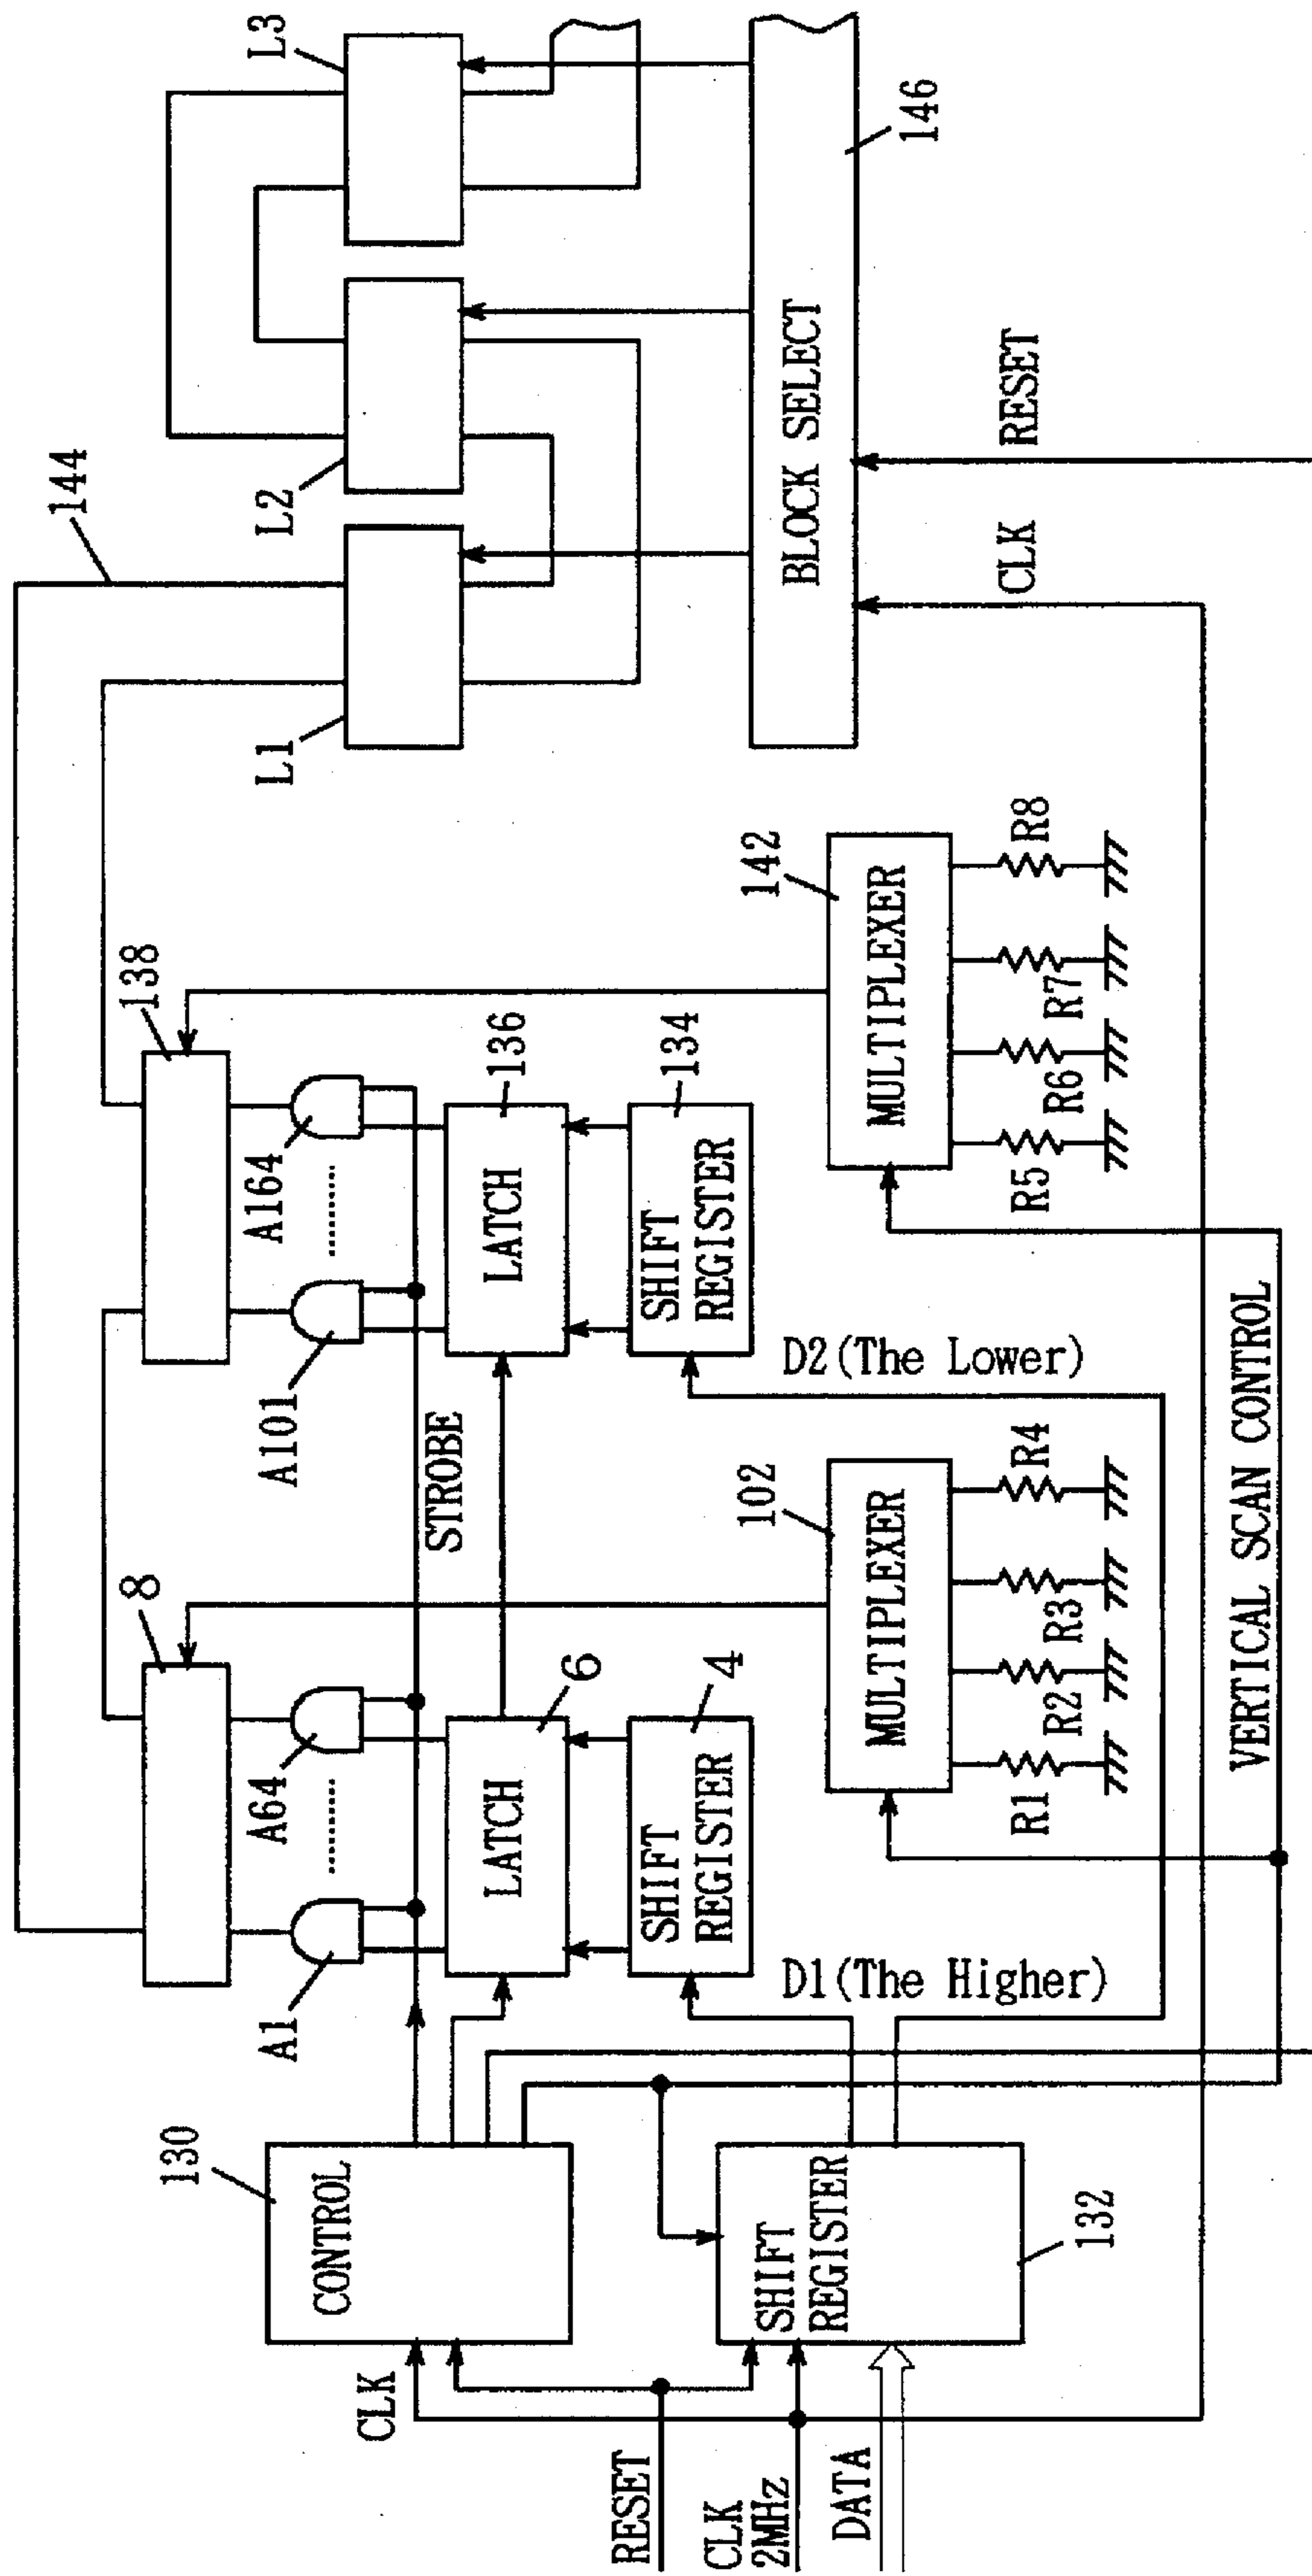 144
L3
L2
L1
8
138
A1
A64
A101
A164
STROBE
130
CONTROL
CLK
LATCH
6
LATCH
136
SHIFT
REGISTER
4
SHIFT
REGISTER
134
BLOCK SELECT
146
RESET
CLK
2MHz
DATA
SHIFT
REGISTER
132
D1(The Higher)
D2(The Lower)
102
MULTIPLEXER
R1
R2
R3
R4
142
MULTIPLEXER
R5
R6
R7
R8
CLK
RESET
VERTICAL SCAN CONTROL